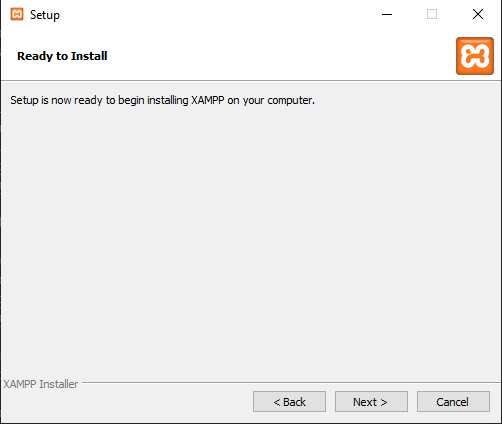 Setup
Ready to Install
Setup is now ready to begin installing XAMPP on your computer.
XAMPP Installer
< Back
Next >
Cancel